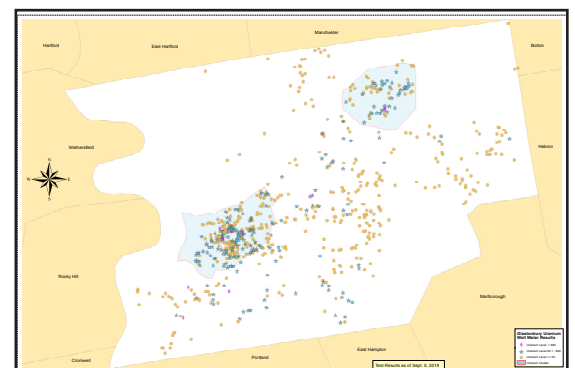 Manchester
Hartford
East Hartford
Bolton
Wethersfield
Hebron
N
W
E
S
Rocky Hill
Marlborough
Glastonbury Uranium
Well Water Results
East Hampton
Cromwell
Portland
Test Results as of Sept. 5, 2019